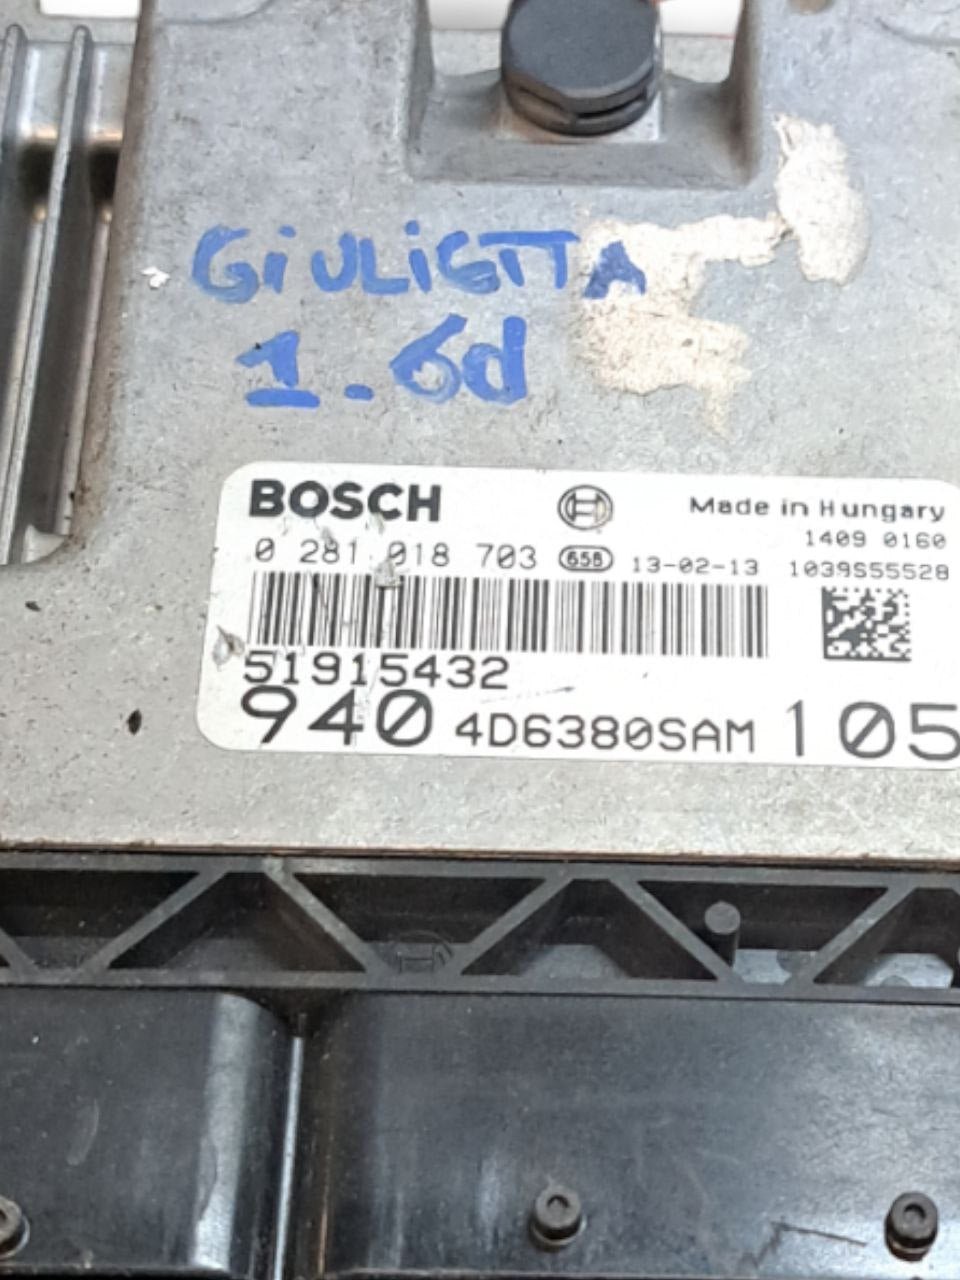 GiULiETTA
1.6d
BOSCH Made in Hungary
1409 0160
0 281 018 703 658 13-02-13 1039S55528
51915432
940 4D6380SAM 105